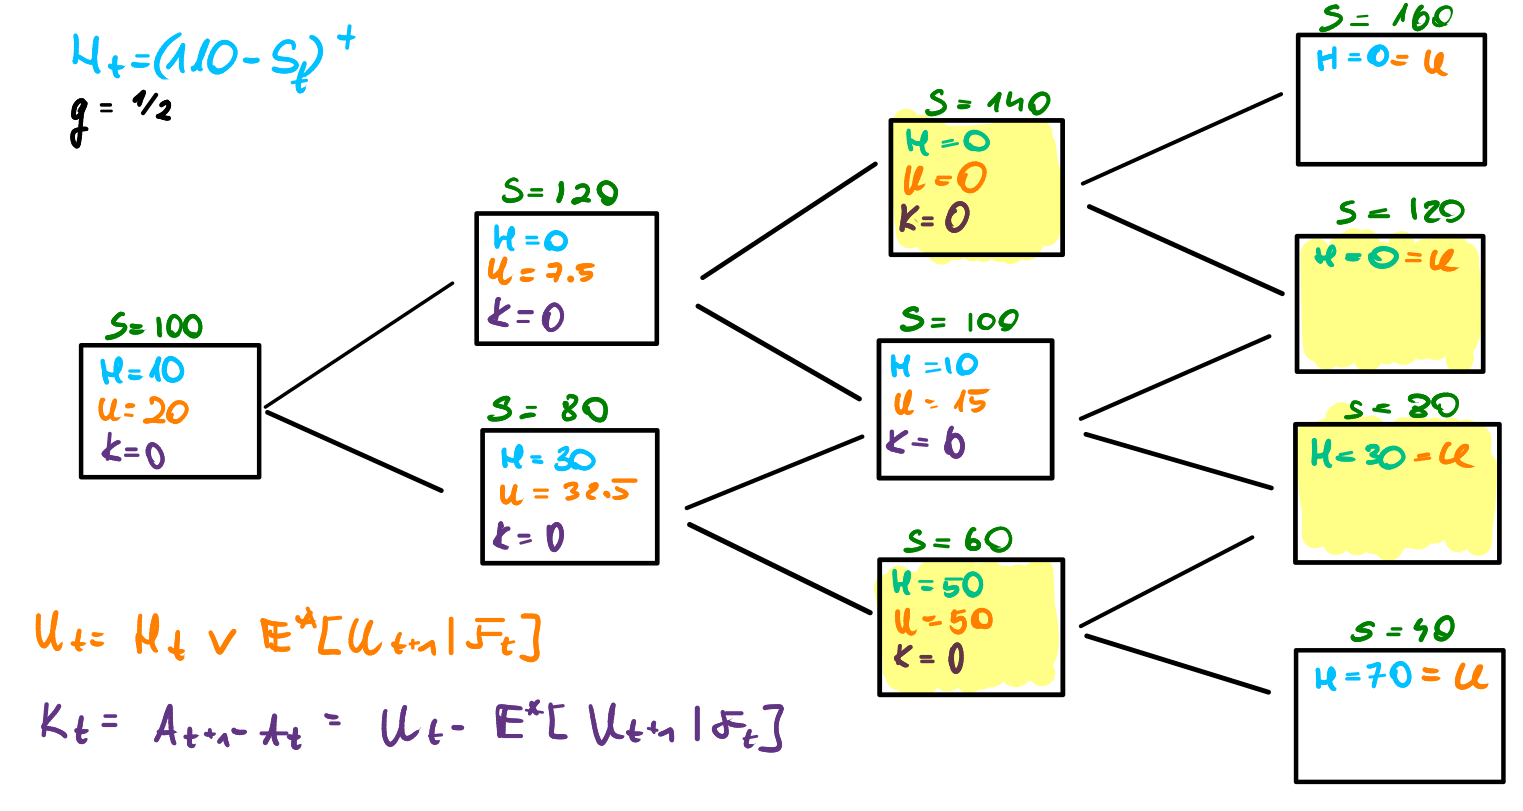 H_t = (110 - S_t)^+
q = 1/2
S = 100
H = 10
U = 20
K = 0
S = 120
H = 0
U = 7.5
K = 0
S = 80
H = 30
U = 32.5
K = 0
S = 140
H = 0
U = 0
K = 0
S = 100
H = 10
U = 15
K = 0
S = 60
H = 50
U = 50
K = 0
S = 160
H = 0 = U
S = 120
H = 0 = U
S = 80
H = 30 = U
S = 40
H = 70 = U
U_t = H_t ∨ E^*[U_{t+1} | F_t]
K_t = A_{t+1} - A_t = U_t - E^*[U_{t+1} | F_t]